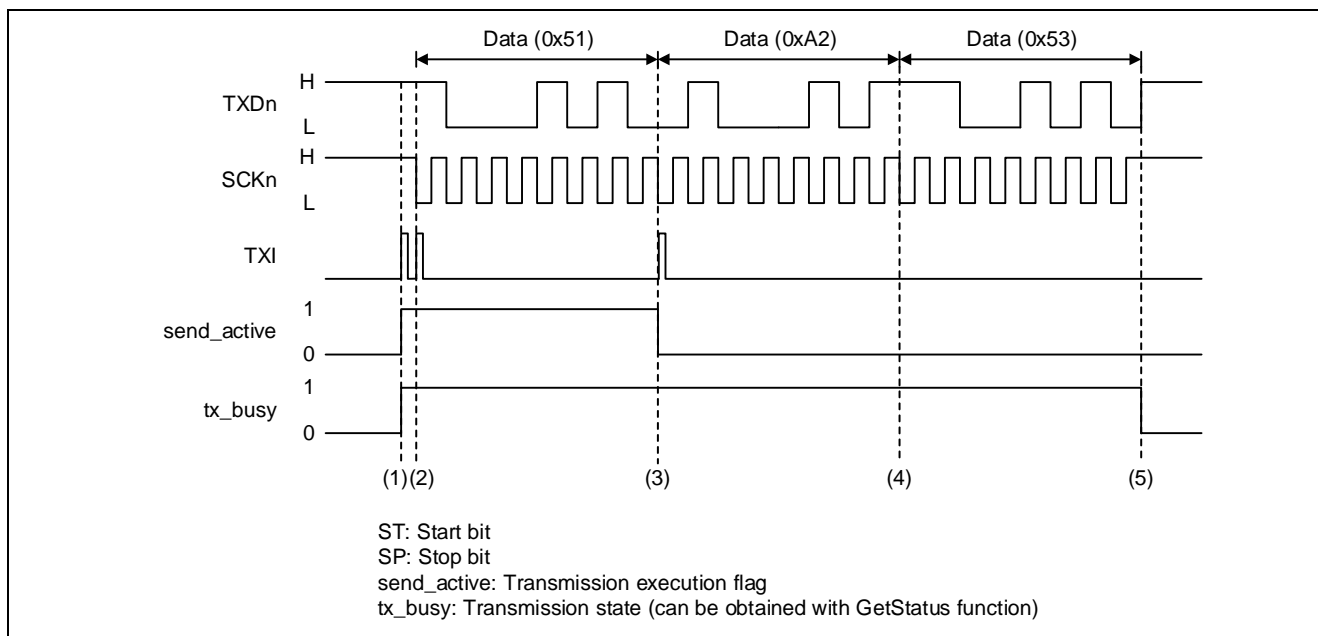 Data (0x51) Data (0xA2) Data (0x53)
H
TXDn
L
H
SCKn
L
TXI
1
send_active
0
1
tx_busy
0
(1) (2) (3) (4) (5)
ST: Start bit
SP: Stop bit
send_active: Transmission execution flag
tx_busy: Transmission state (can be obtained with GetStatus function)